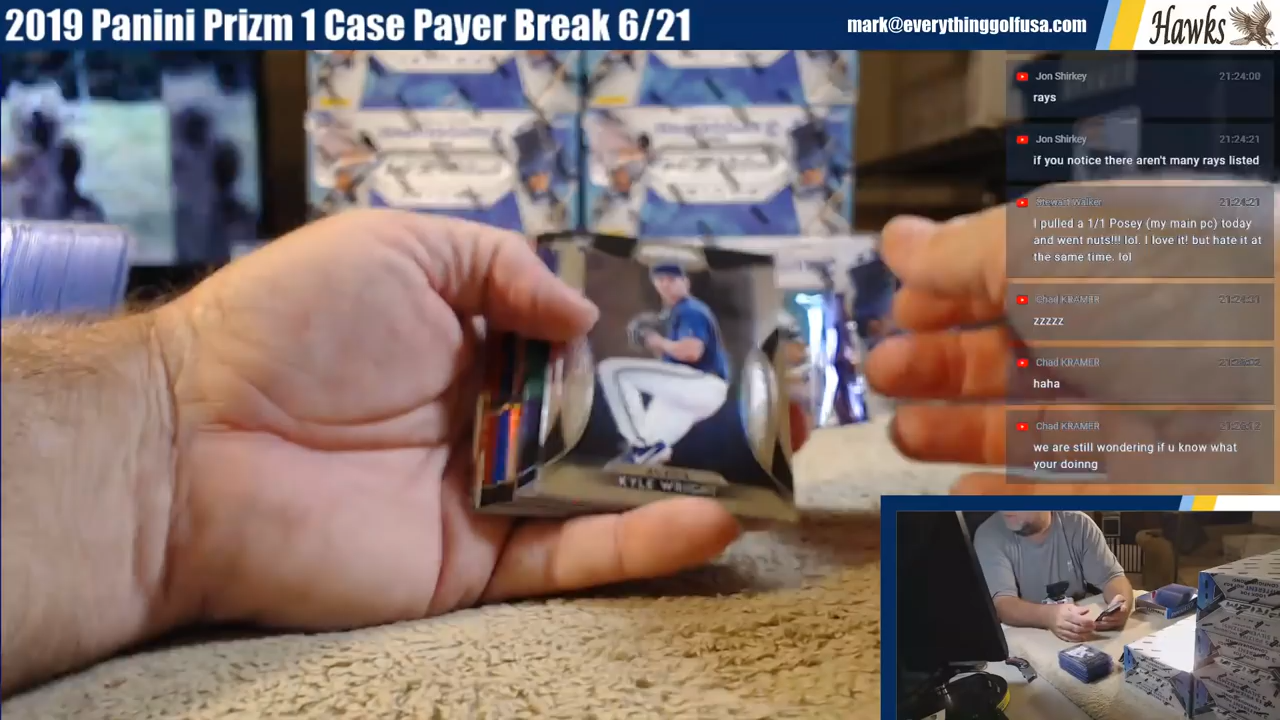 2019 Panini Prizm 1 Case Payer Break 6/21
mark@everythinggolfusa.com
Hawks
Jon Shirkey 21:24:00
rays
Jon Shirkey 21:24:21
if you notice there aren't many rays listed
Stewart Walker 21:24:21
I pulled a 1/1 Posey (my main pc) today
and went nuts!!! lol. I love it! but hate it at
the same time. lol
Chad KRAMER
zzzzz
Chad KRAMER
haha
Chad KRAMER
we are still wondering if u know what
your doinng
KYLE WRIGHT